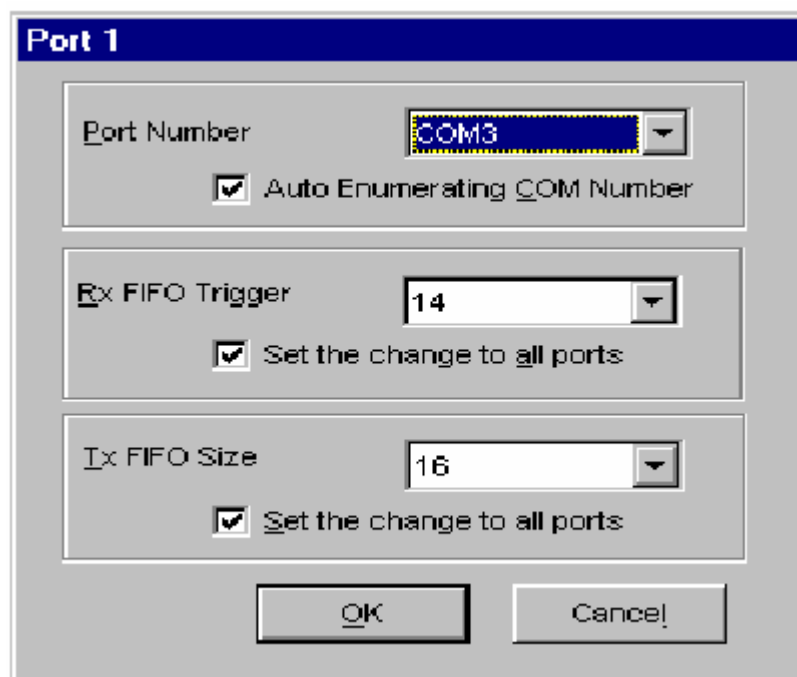 Port 1
Port Number COM3
Auto Enumerating COM Number
Rx FIFO Trigger 14
Set the change to all ports
Tx FIFO Size 16
Set the change to all ports
OK Cancel